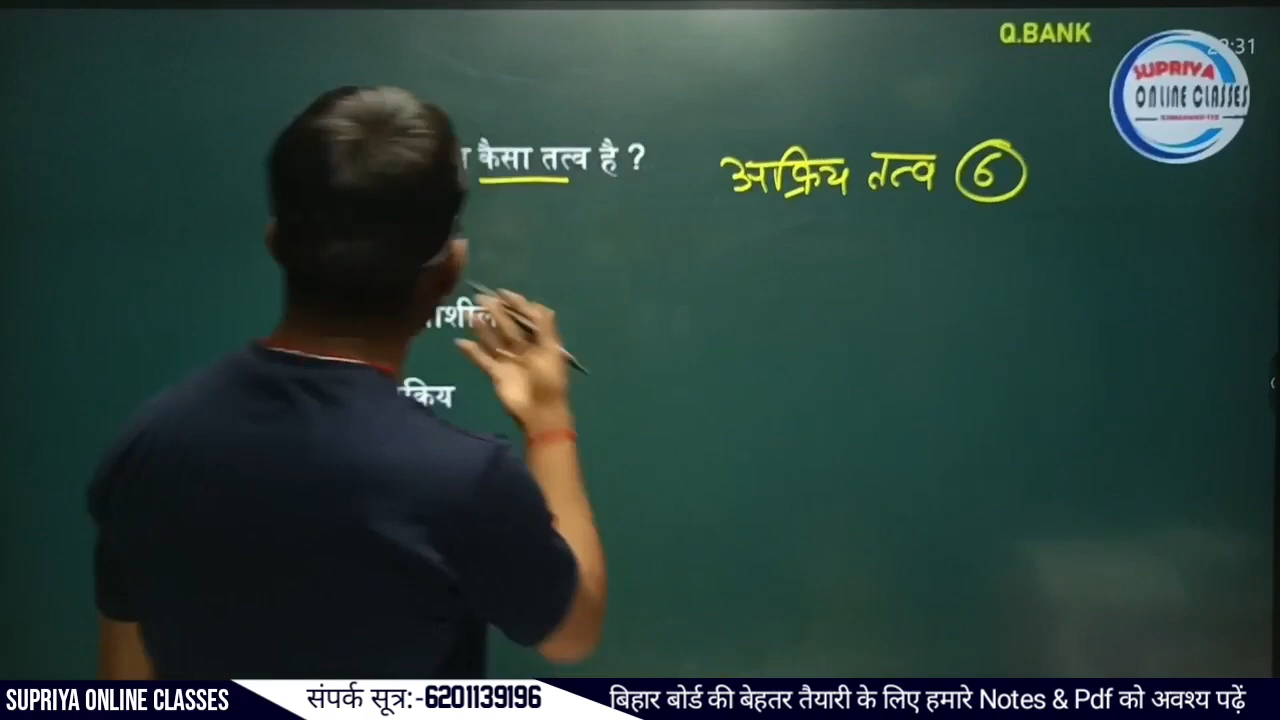 Q.BANK
SUPRIYA
ONLINE CLASSES
कैसा तत्व है ?
अक्रिय तत्व 6
SUPRIYA ONLINE CLASSES
संपर्क सूत्र:-6201139196
बिहार बोर्ड की बेहतर तैयारी के लिए हमारे Notes & Pdf को अवश्य पढ़ें